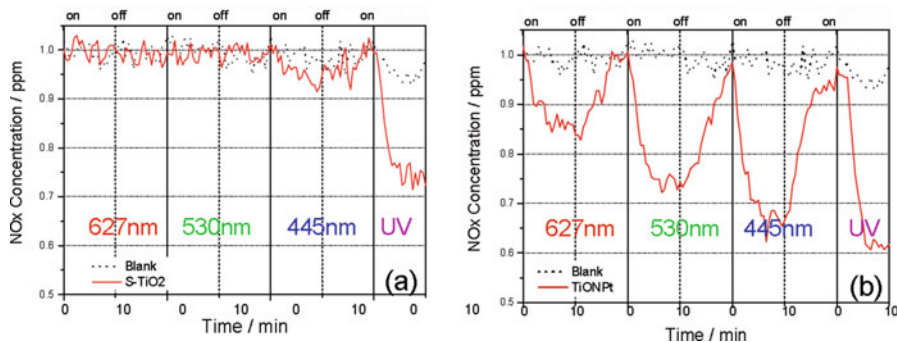 on off on off on off on
NOx Concentration / ppm
1.0
0.9
0.8
0.7
0.6
0.5
627nm 530nm 445nm UV
Blank
S-TiO2
(a)
0 10 0 10 0 10 0
Time / min
on off on off on off on
NOx Concentration / ppm
1.0
0.9
0.8
0.7
0.6
0.5
627nm 530nm 445nm UV
Blank
TiONPt
(b)
10 0 10 0 10 0 10 0 10
Time / min